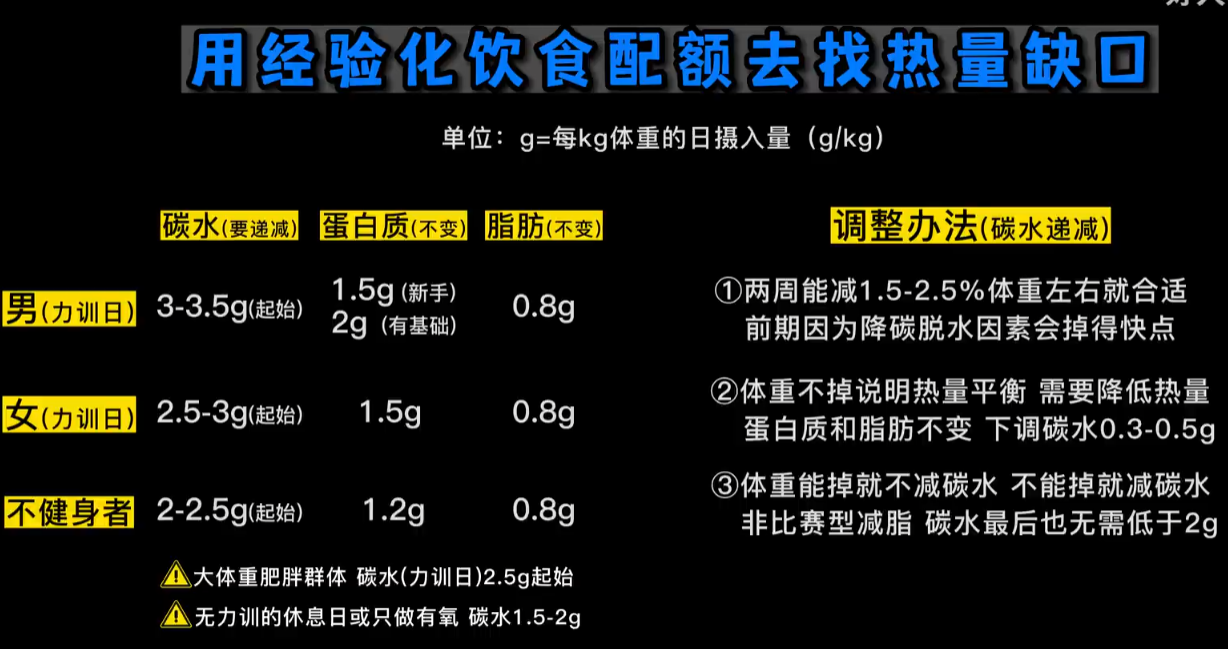 用经验化饮食配额去找热量缺口
单位：g=每kg体重的日摄入量（g/kg）
碳水(要递减) 蛋白质(不变) 脂肪(不变)
男(力训日) 3-3.5g(起始) 1.5g (新手) 2g (有基础) 0.8g
女(力训日) 2.5-3g(起始) 1.5g 0.8g
不健身者 2-2.5g(起始) 1.2g 0.8g
大体重肥胖群体 碳水(力训日)2.5g起始
无力训的休息日或只做有氧 碳水1.5-2g
调整办法(碳水递减)
①两周能减1.5-2.5%体重左右就合适
前期因为降碳脱水因素会掉得快点
②体重不掉说明热量平衡 需要降低热量
蛋白质和脂肪不变 下调碳水0.3-0.5g
③体重能掉就不减碳水 不能掉就减碳水
非比赛型减脂 碳水最后也无需低于2g